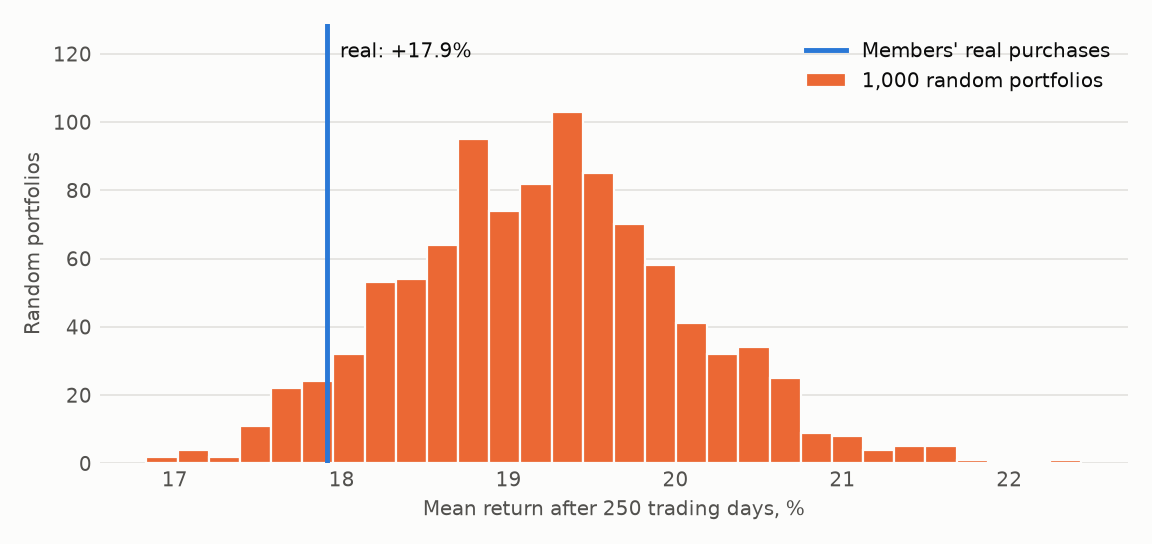 real: +17.9%
Members' real purchases
1,000 random portfolios
Random portfolios
120
100
80
60
40
20
0
17 18 19 20 21 22
Mean return after 250 trading days, %